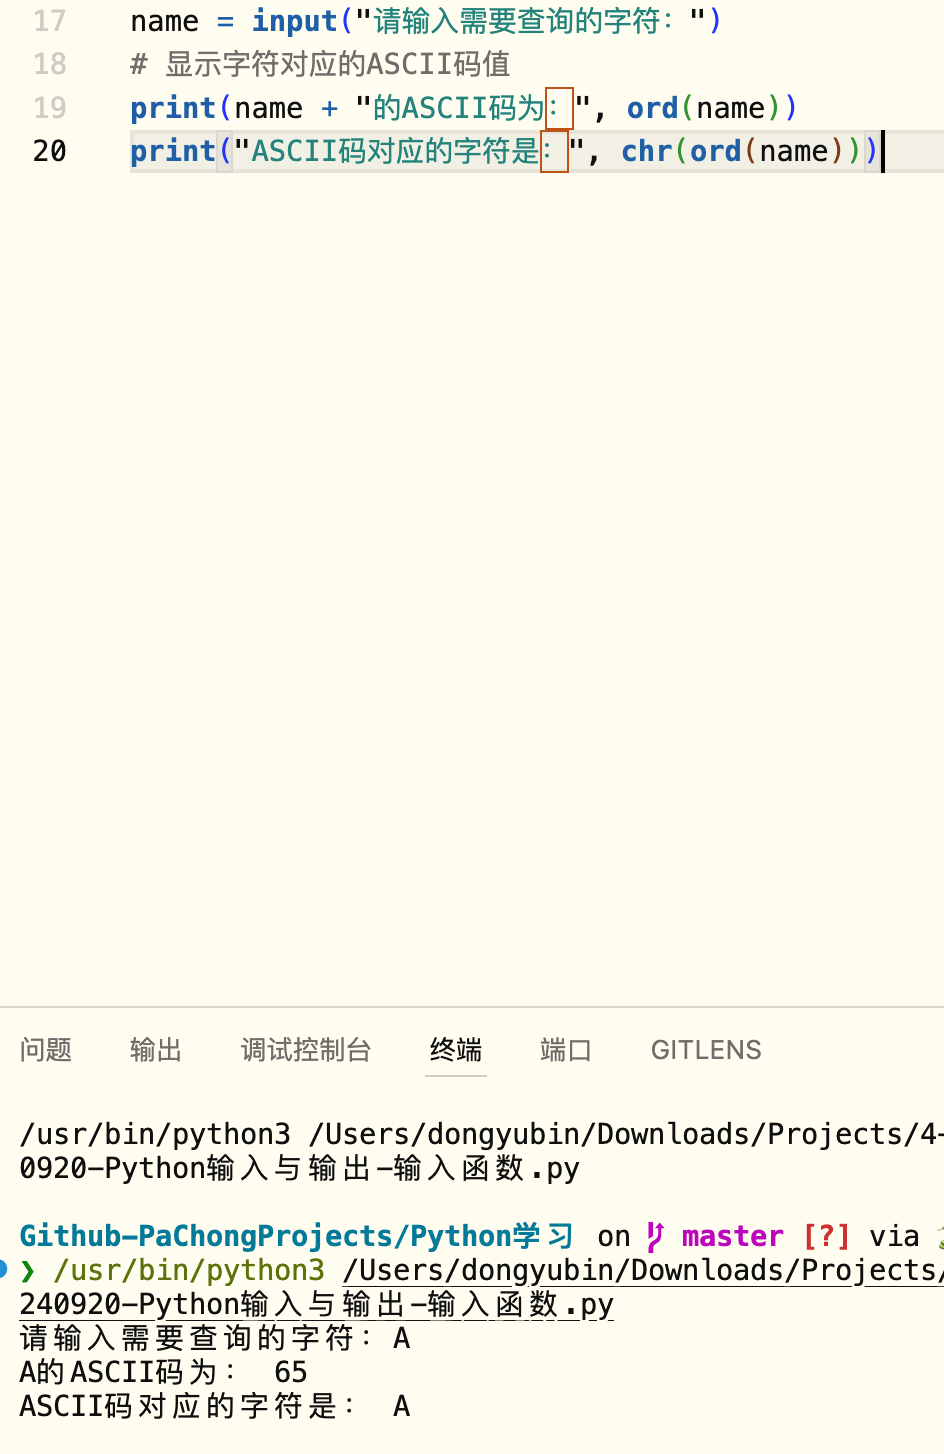 17 name = input("请输入需要查询的字符：")
18 # 显示字符对应的ASCII码值
19 print(name + "的ASCII码为：", ord(name))
20 print("ASCII码对应的字符是：", chr(ord(name)))
问题 输出 调试控制台 终端 端口 GITLENS
/usr/bin/python3 /Users/dongyubin/Downloads/Projects/4-
0920-Python输入与输出-输入函数.py
Github-PaChongProjects/Python学习 on master [?] via
❯ /usr/bin/python3 /Users/dongyubin/Downloads/Projects/
240920-Python输入与输出-输入函数.py
请输入需要查询的字符：A
A的ASCII码为： 65
ASCII码对应的字符是： A